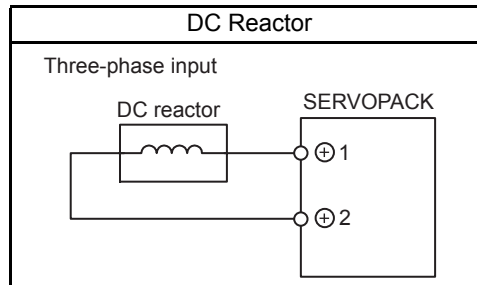 DC Reactor
Three-phase input
DC reactor
SERVOPACK
⊕1
⊕2